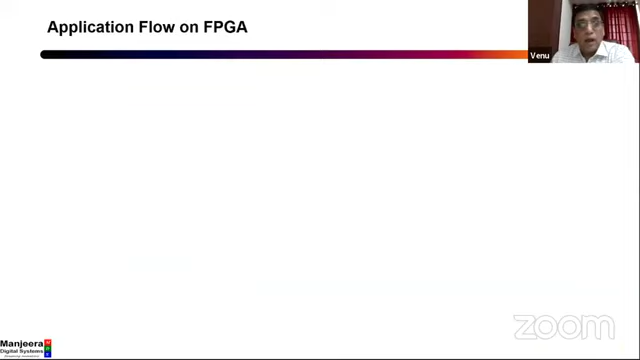 Application Flow on FPGA
Venu
zoom
Manjeera
Digital Systems